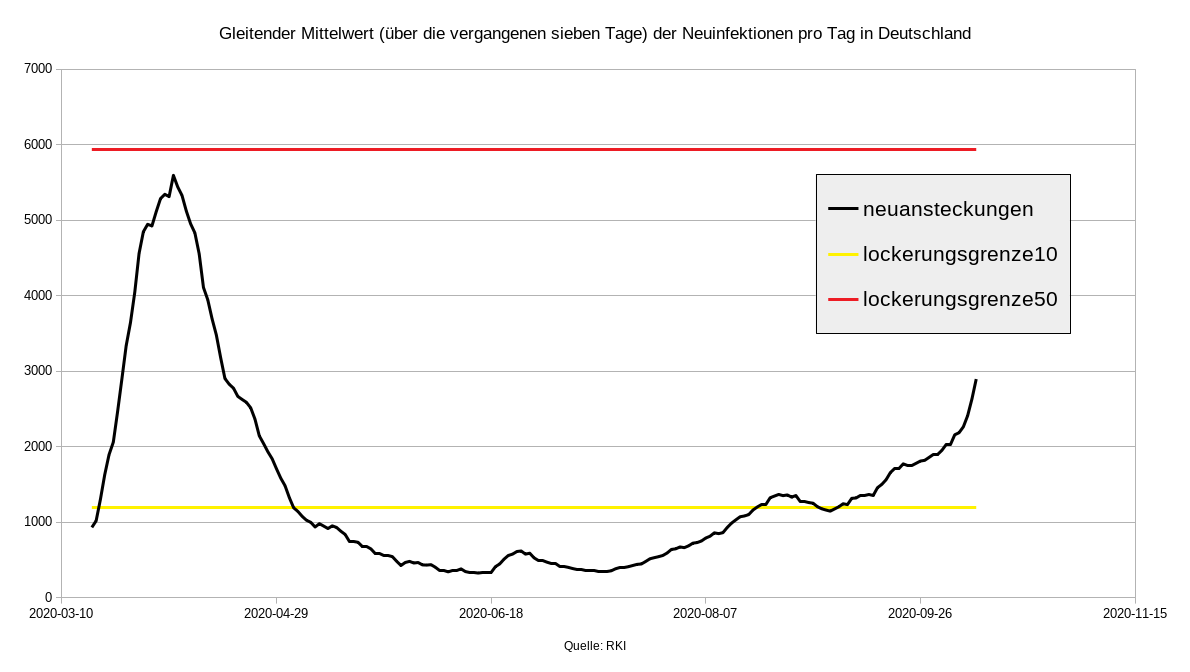 Gleitender Mittelwert (über die vergangenen sieben Tage) der Neuinfektionen pro Tag in Deutschland
7000
6000
5000
4000
3000
2000
1000
0
neuansteckungen
lockerungsgrenze10
lockerungsgrenze50
2020-03-10
2020-04-29
2020-06-18
2020-08-07
2020-09-26
2020-11-15
Quelle: RKI